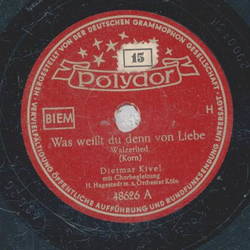 HERGESTELLT VON DER DEUTSCHEN GRAMMOPHON GESELLSCHAFT
15
Polydor
BIEM
H
Was weißt du denn von Liebe
Walzerlied
(Korn)
Dietmar Kivel
mit Chorbegleitung
H. Hagestedt m. s. Orchester Köln
48626 A
VERVIELFÄLTIGUNG, ÖFFENTLICHE AUFFÜHRUNG UND RUNDFUNKSENDUNG UNTERSAGT